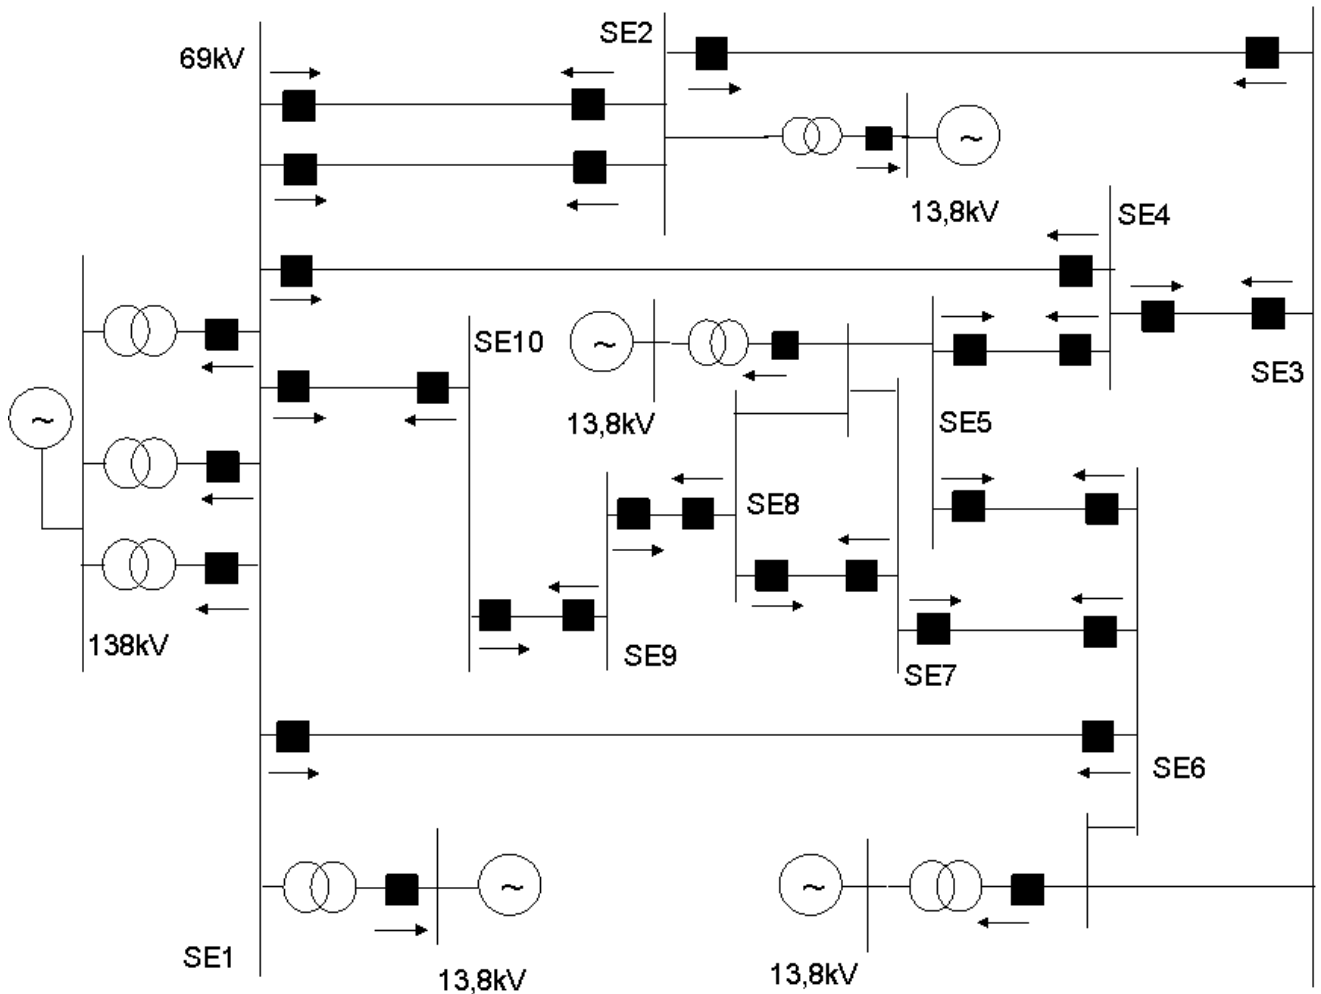 SE2
69kV
~
13,8kV
SE4
SE10
~
SE3
~
13,8kV
SE5
SE8
138kV
SE9
SE7
SE6
~
~
SE1
13,8kV
13,8kV